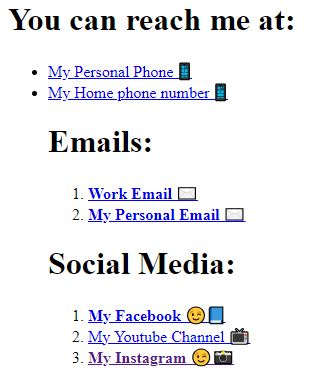 You can reach me at:
• My Personal Phone 📱
• My Home phone number 📱
Emails:
1. Work Email ✉️
2. My Personal Email ✉️
Social Media:
1. My Facebook 😉📘
2. My Youtube Channel 📺
3. My Instagram 😉📷